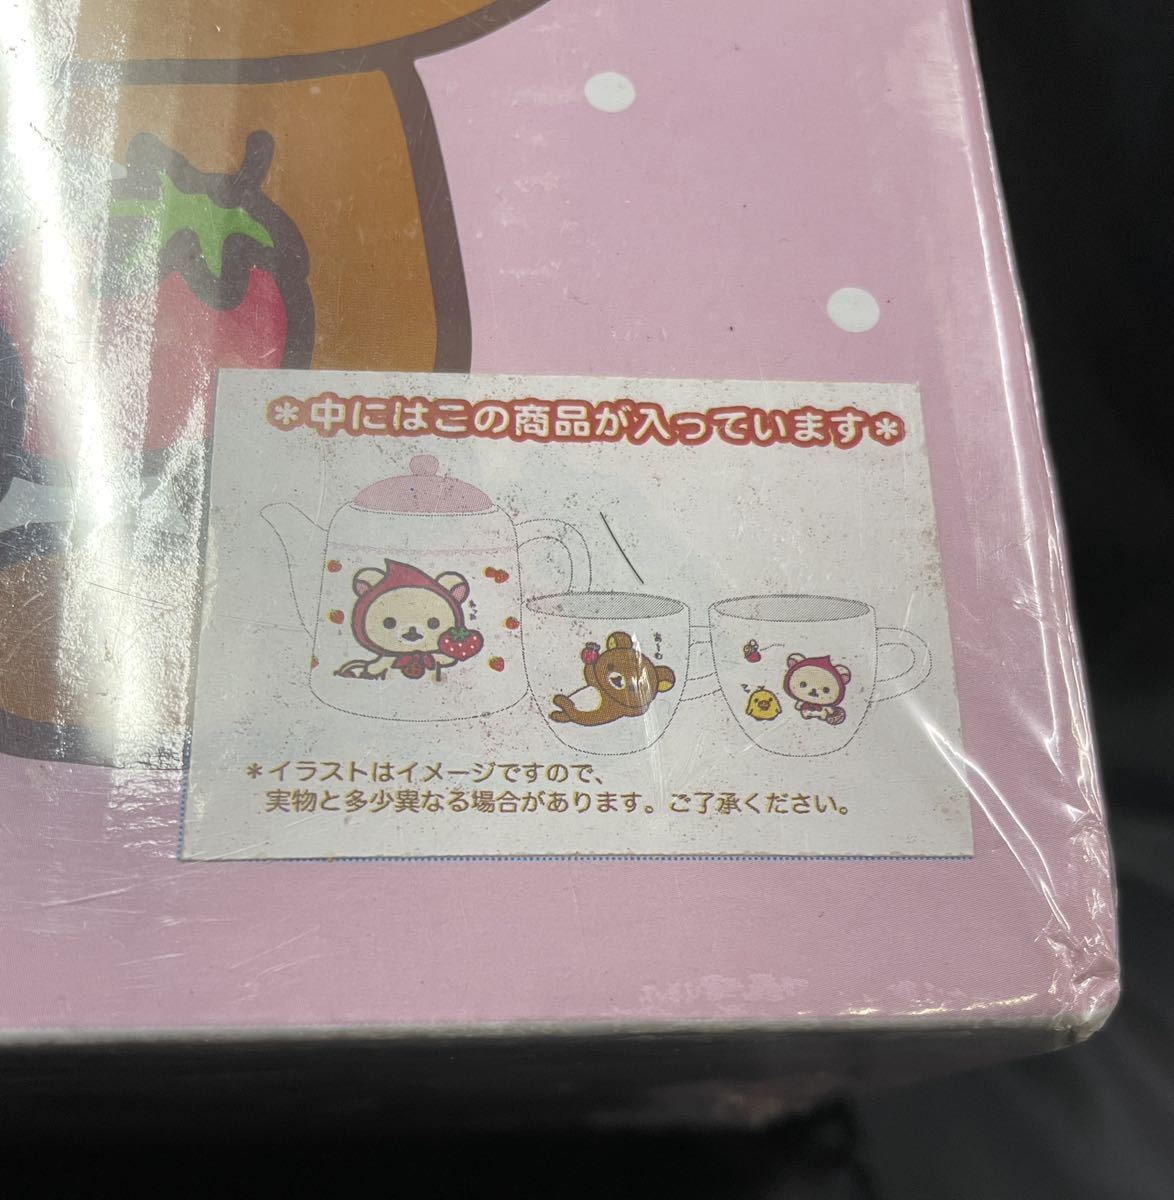 ＊中にはこの商品が入っています＊
＊イラストはイメージですので、
実物と多少異なる場合があります。ご了承ください。